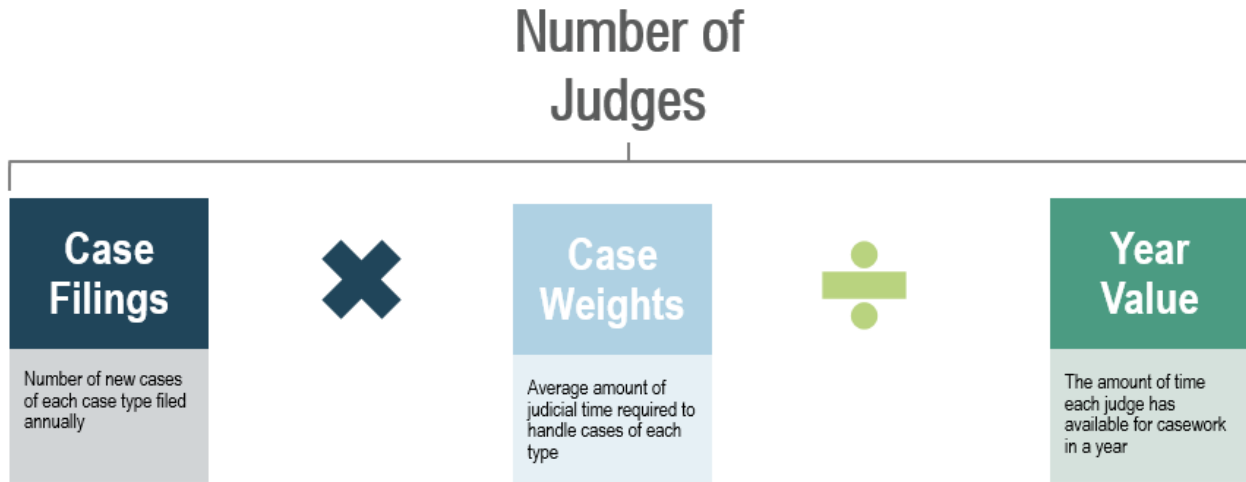 Number of
Judges
Case
Filings
Number of new cases
of each case type filed
annually
Case
Weights
Average amount of
judicial time required to
handle cases of each
type
Year
Value
The amount of time
each judge has
available for casework
in a year